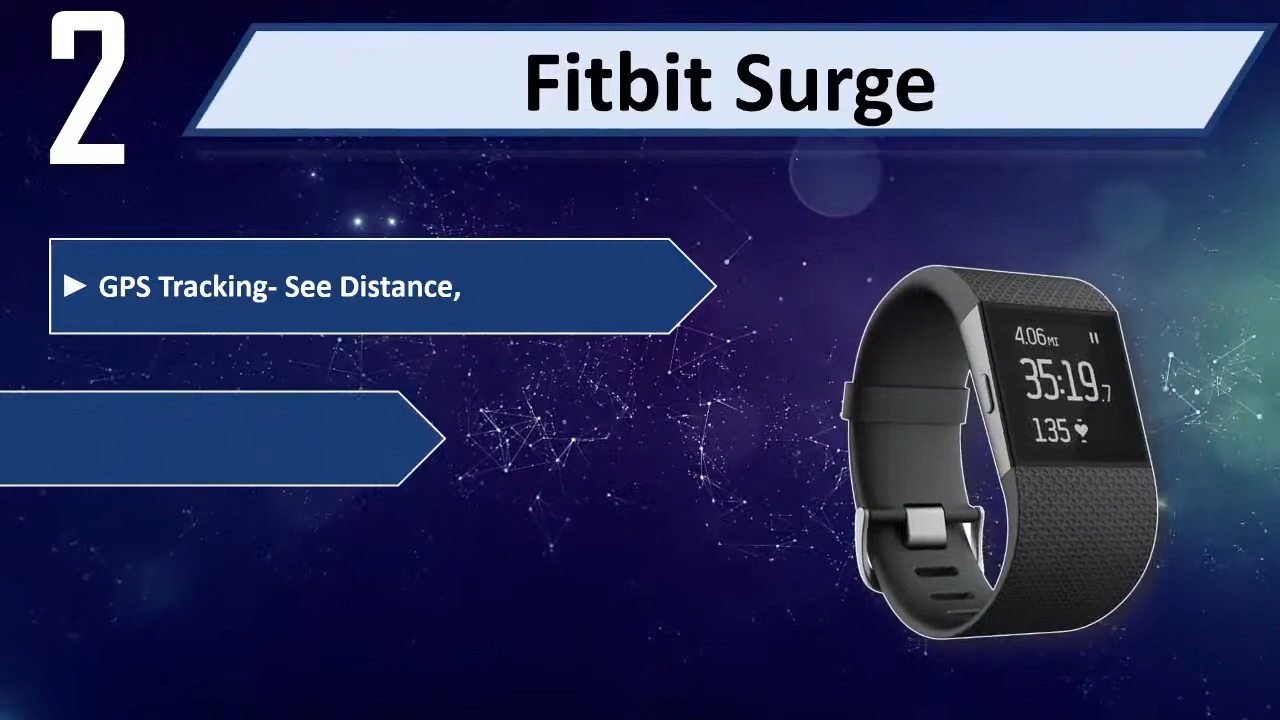 2
Fitbit Surge
► GPS Tracking- See Distance,
4.06 MI
35:19.7
135